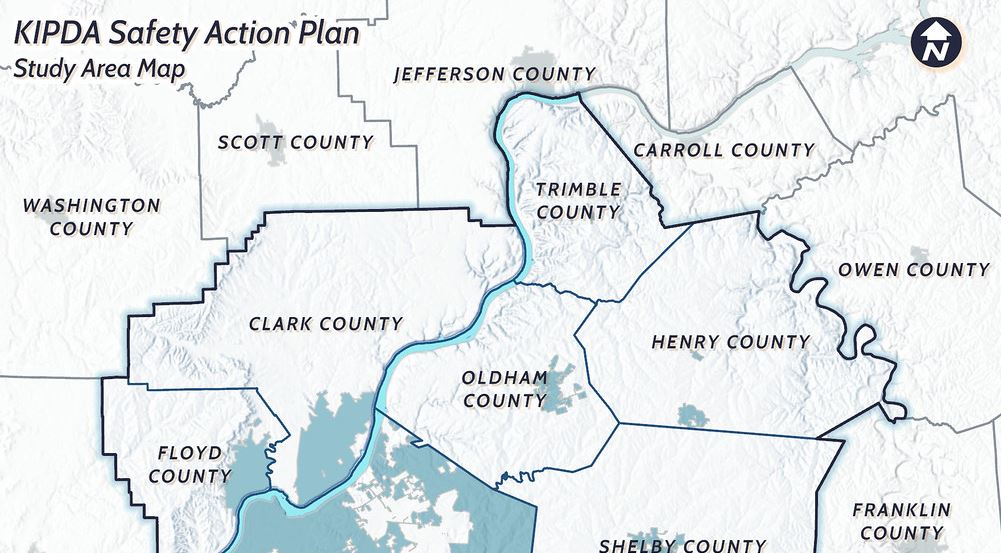 KIPDA Safety Action Plan
Study Area Map
N
JEFFERSON COUNTY
SCOTT COUNTY
CARROLL COUNTY
WASHINGTON
COUNTY
TRIMBLE
COUNTY
OWEN COUNTY
CLARK COUNTY
HENRY COUNTY
OLDHAM
COUNTY
FLOYD
COUNTY
FRANKLIN
COUNTY
SHELBY COUNTY